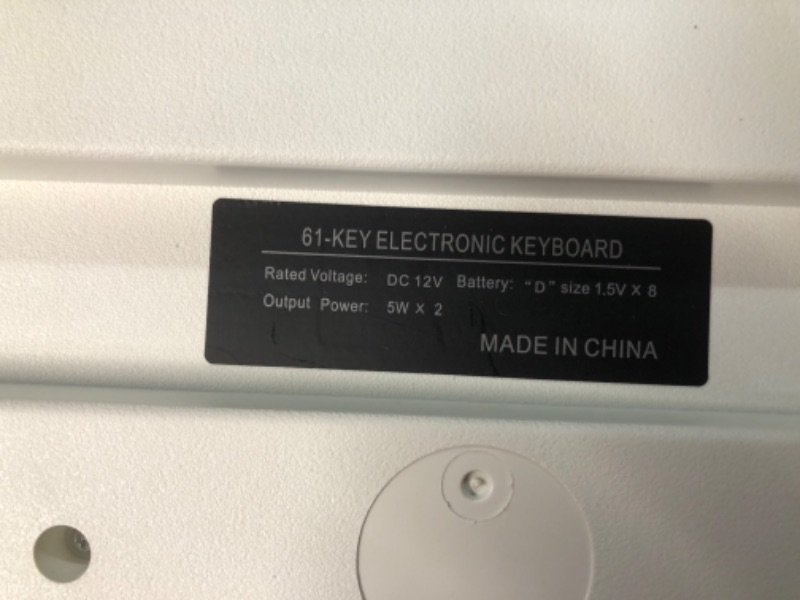 61-KEY ELECTRONIC KEYBOARD
Rated Voltage: DC 12V Battery: "D" size 1.5V X 8
Output Power: 5W X 2
MADE IN CHINA